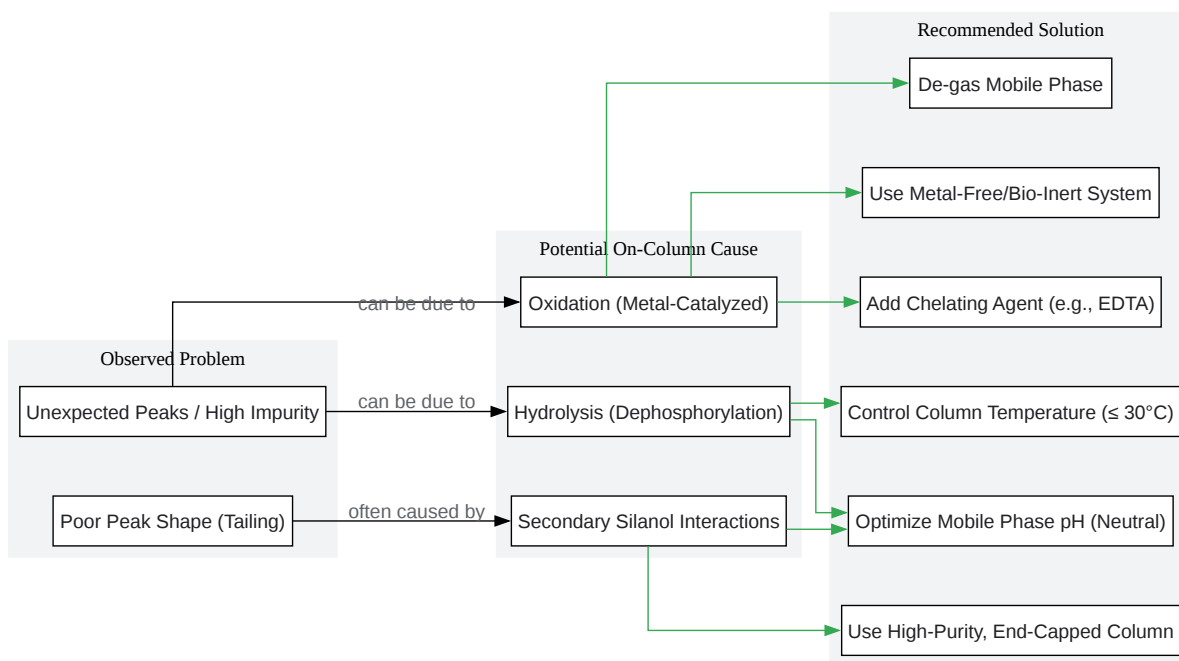 Recommended Solution
De-gas Mobile Phase
Use Metal-Free/Bio-Inert System
Potential On-Column Cause
can be due to
Oxidation (Metal-Catalyzed)
Add Chelating Agent (e.g., EDTA)
Observed Problem
Unexpected Peaks / High Impurity
can be due to
Hydrolysis (Dephosphorylation)
Control Column Temperature (≤ 30°C)
Poor Peak Shape (Tailing)
often caused by
Secondary Silanol Interactions
Optimize Mobile Phase pH (Neutral)
Use High-Purity, End-Capped Column